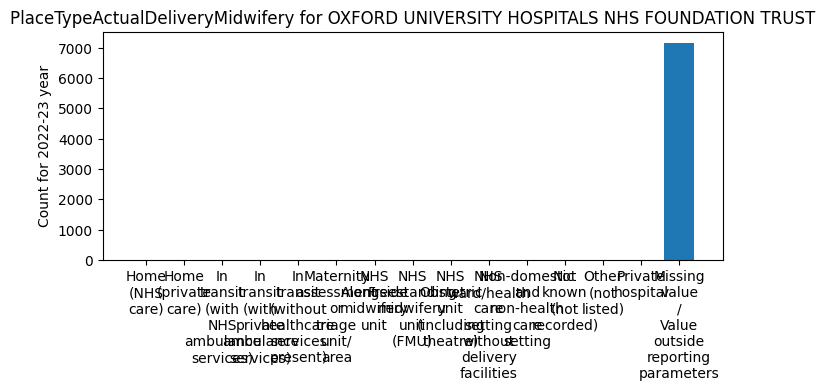 PlaceTypeActualDeliveryMidwifery for OXFORD UNIVERSITY HOSPITALS NHS FOUNDATION TRUST
Count for 2022-23 year
7000
6000
5000
4000
3000
2000
1000
0
Home
(NHS
care)
Home
(private
care)
In
transit
(with
NHS
ambulance
services)
In
transit
(with
private
ambulance
services)
In
transit
(without
healthcare
services
present)
Maternity
assessment
or
triage
unit/
area
NHS
Alongside
midwifery
unit
NHS
Freestanding
midwifery
unit
(FMU)
NHS
Obstetric
unit
(including
theatre)
NHS
ward/health
care
setting
without
delivery
facilities
Non-domestic
and
non-health
care
setting
Not
known
(not
recorded)
Other
(not
listed)
Private
hospital
Missing
value
/
Value
outside
reporting
parameters